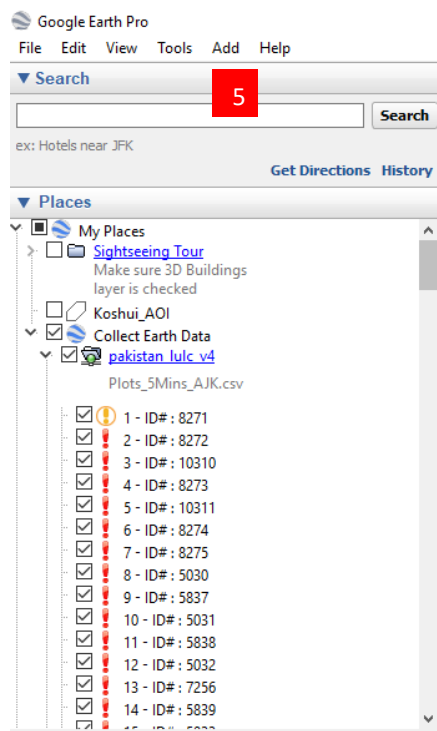 Google Earth Pro
File Edit View Tools Add Help
Search
5
Search
ex: Hotels near JFK
Get Directions History
Places
My Places
Sightseeing Tour
Make sure 3D Buildings
layer is checked
Koshui_AOI
Collect Earth Data
pakistan_lulc_v4
Plots_5Mins_AJK.csv
1 - ID# : 8271
2 - ID# : 8272
3 - ID# : 10310
4 - ID# : 8273
5 - ID# : 10311
6 - ID# : 8274
7 - ID# : 8275
8 - ID# : 5030
9 - ID# : 5837
10 - ID# : 5031
11 - ID# : 5838
12 - ID# : 5032
13 - ID# : 7256
14 - ID# : 5839